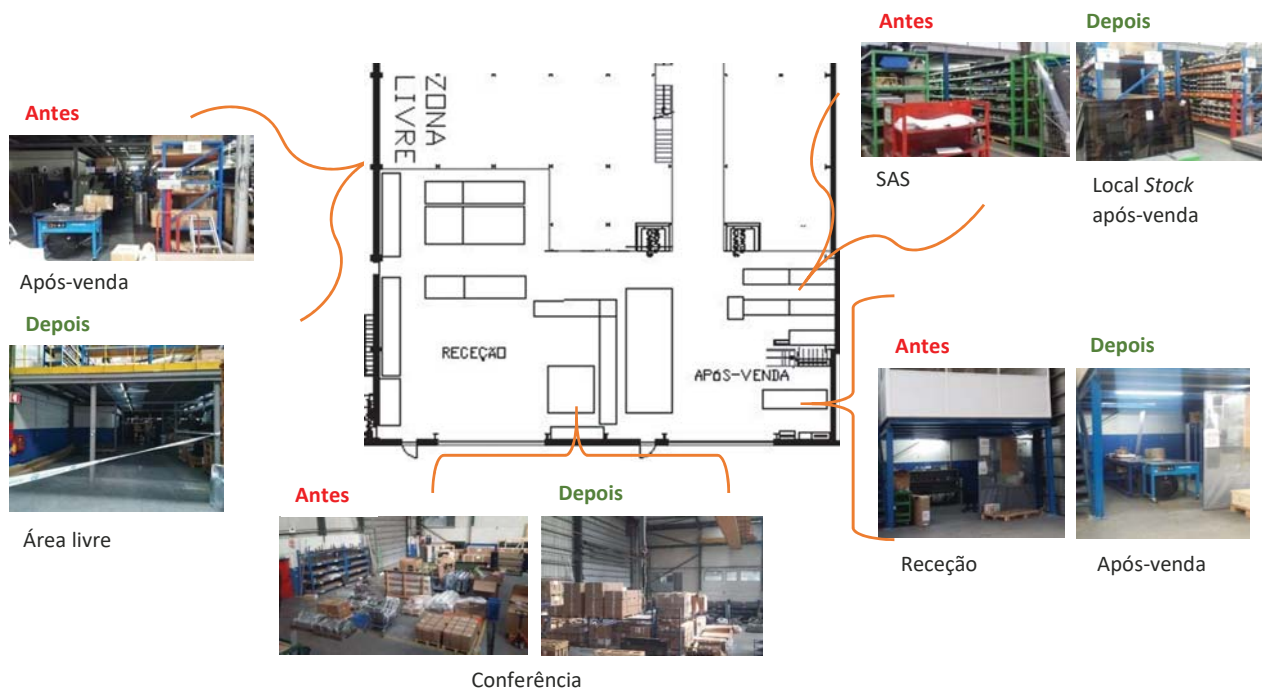 Antes
Após-venda
Depois
Área livre
ZONA
LIVRE
RECEÇÃO
APÓS-VENDA
Antes
Depois
SAS
Local Stock
após-venda
Antes
Depois
Receção
Após-venda
Antes
Depois
Conferência